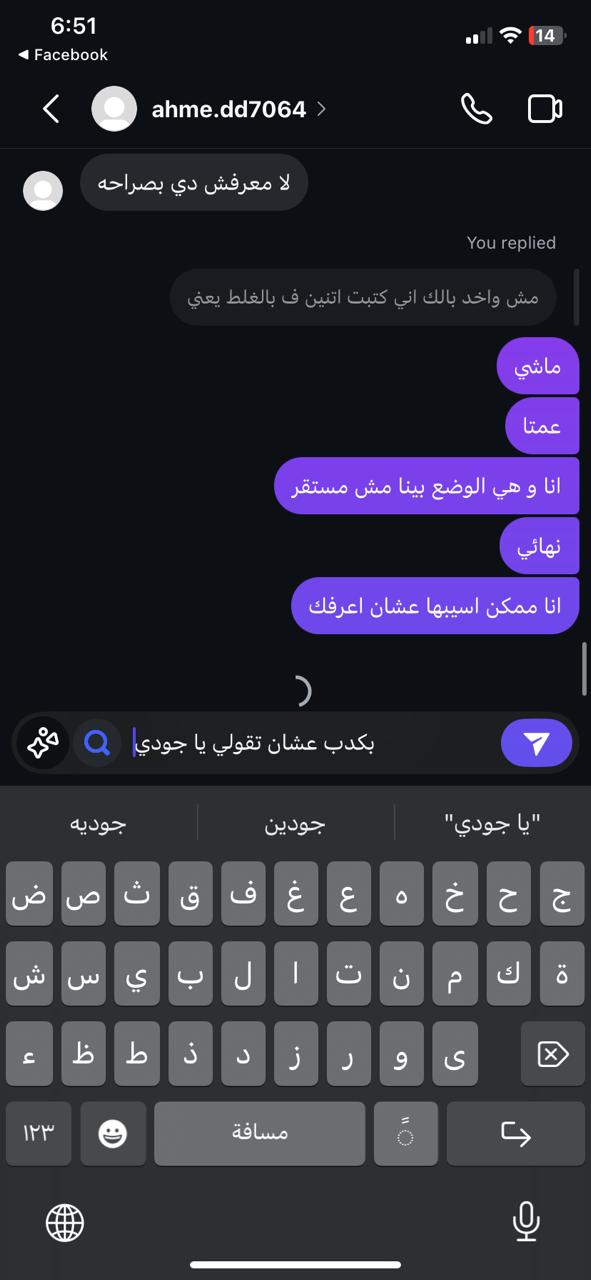 6:51
14
◀ Facebook
ahme.dd7064 >
لا معرفش دي بصراحه
You replied
مش واخد بالك اني كتبت اتنين ف بالغلط يعني
ماشي
عمتا
انا و هي الوضع بينا مش مستقر
نهائي
انا ممكن اسيبها عشان اعرفك
بكدب عشان تقولي يا جودي
"يا جودي" جودين جوديه
ض ص ث ق ف غ ع ه خ ح ج
ش س ي ب ل ا ت ن م ك ة
ء ظ ط ذ د ز ر و ى
١٢٣ مسافة